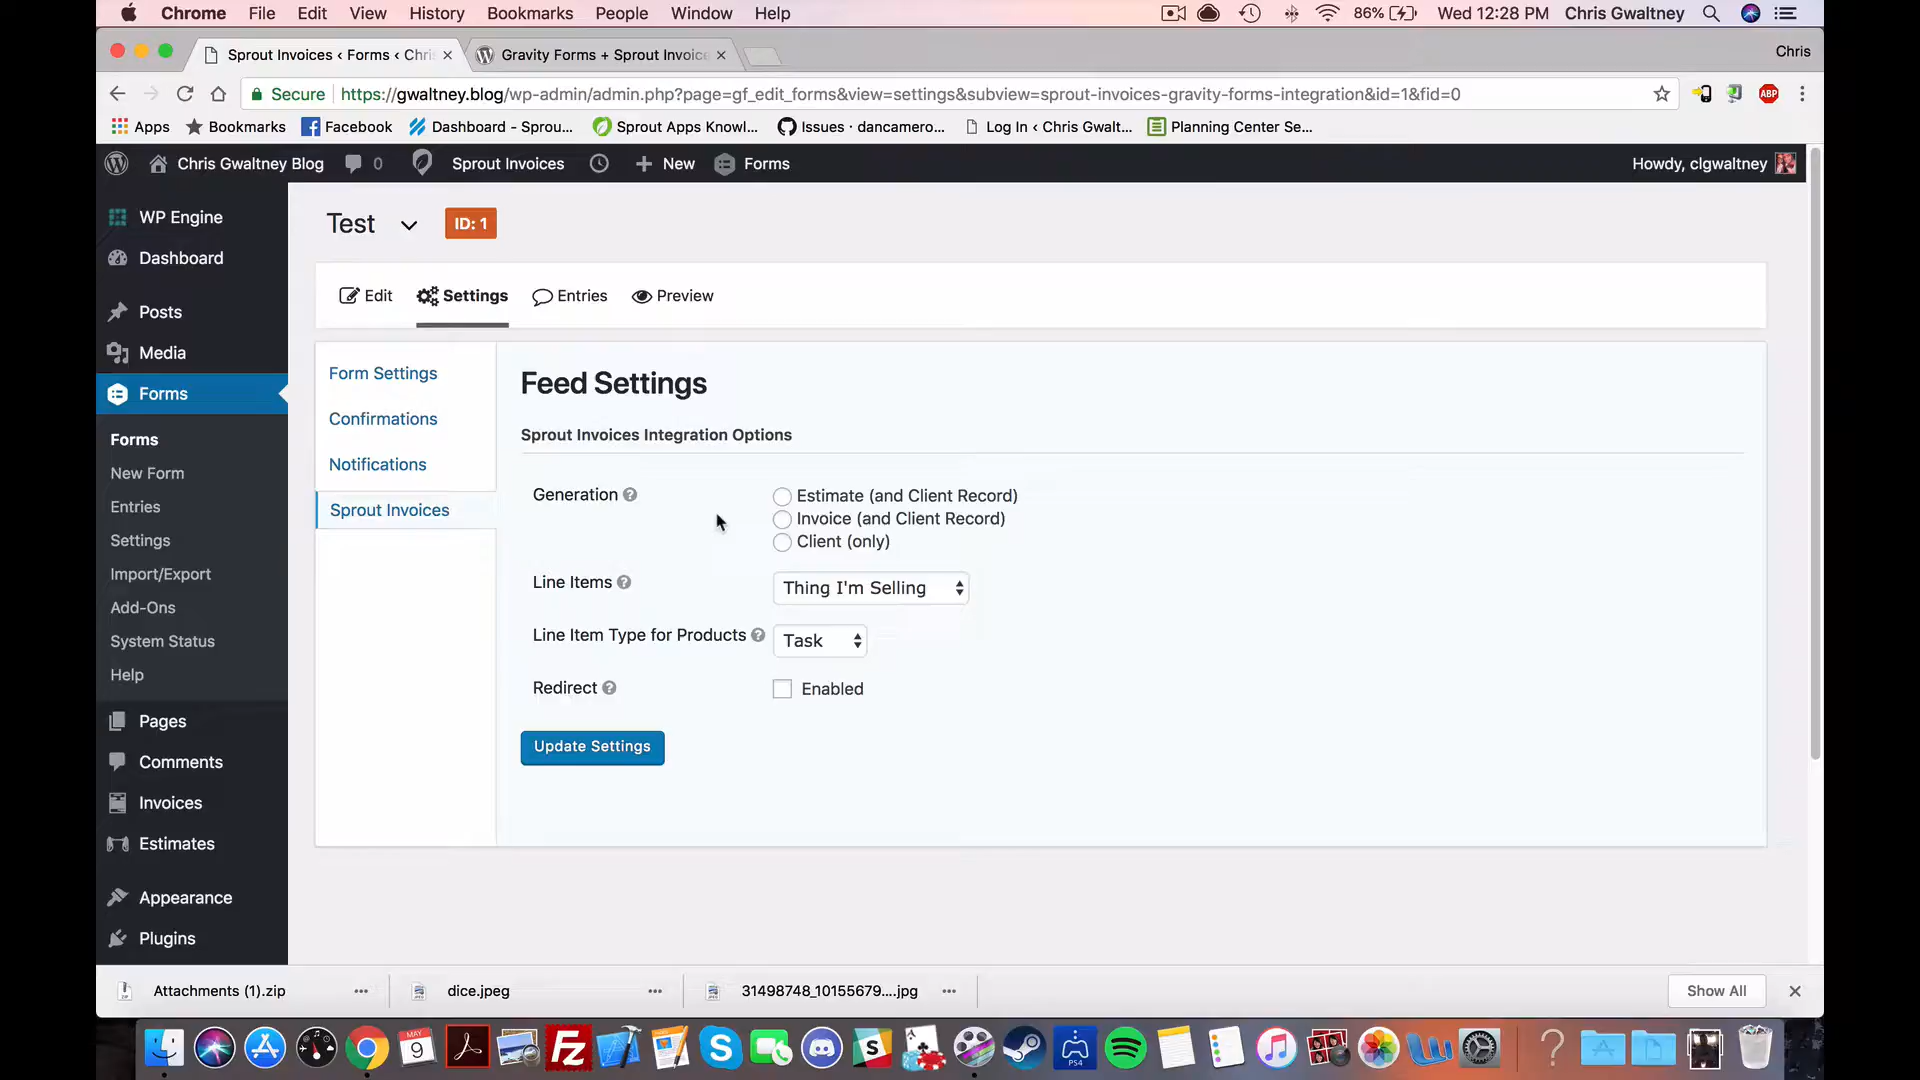 Chrome File Edit View History Bookmarks People Window Help 86% Wed 12:28 PM Chris Gwaltney
Sprout Invoices ‹ Forms ‹ Chri Gravity Forms + Sprout Invoic Chris
Secure https://gwaltney.blog/wp-admin/admin.php?page=gf_edit_forms&view=settings&subview=sprout-invoices-gravity-forms-integration&id=1&fid=0 ABP
Apps Bookmarks Facebook Dashboard - Sprou... Sprout Apps Knowl... Issues · dancamero... Log In ‹ Chris Gwalt... Planning Center Se...
Chris Gwaltney Blog 0 Sprout Invoices New Forms Howdy, clgwaltney
WP Engine
Dashboard
Posts
Media
Forms
Forms
New Form
Entries
Settings
Import/Export
Add-Ons
System Status
Help
Pages
Comments
Invoices
Estimates
Appearance
Plugins
Test ID: 1
Edit Settings Entries Preview
Form Settings
Confirmations
Notifications
Sprout Invoices
Feed Settings
Sprout Invoices Integration Options
Generation ? Estimate (and Client Record)
Invoice (and Client Record)
Client (only)
Line Items ? Thing I'm Selling
Line Item Type for Products ? Task
Redirect ? Enabled
Update Settings
Attachments (1).zip dice.jpeg 31498748_10155679....jpg Show All
MAY
9
PS4